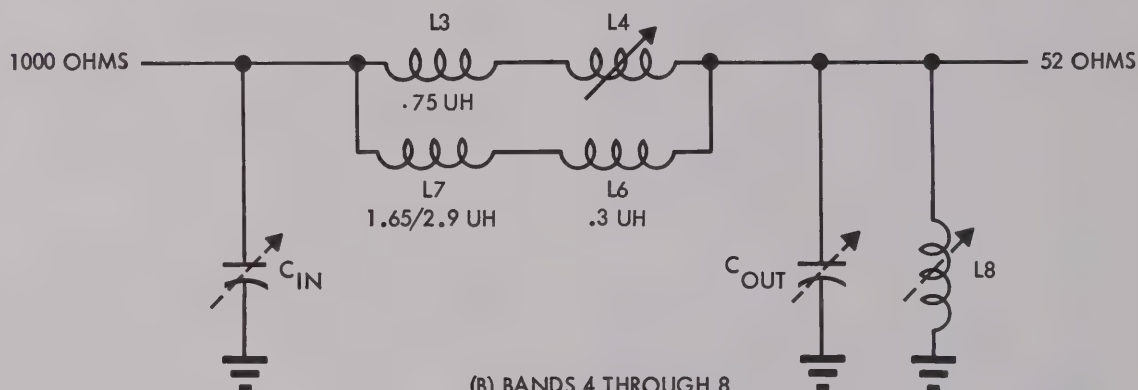 L3
L4
1000 OHMS
52 OHMS
.75 UH
L7
L6
1.65/2.9 UH
.3 UH
C_IN
C_OUT
L8
(B) BANDS 4 THROUGH 8